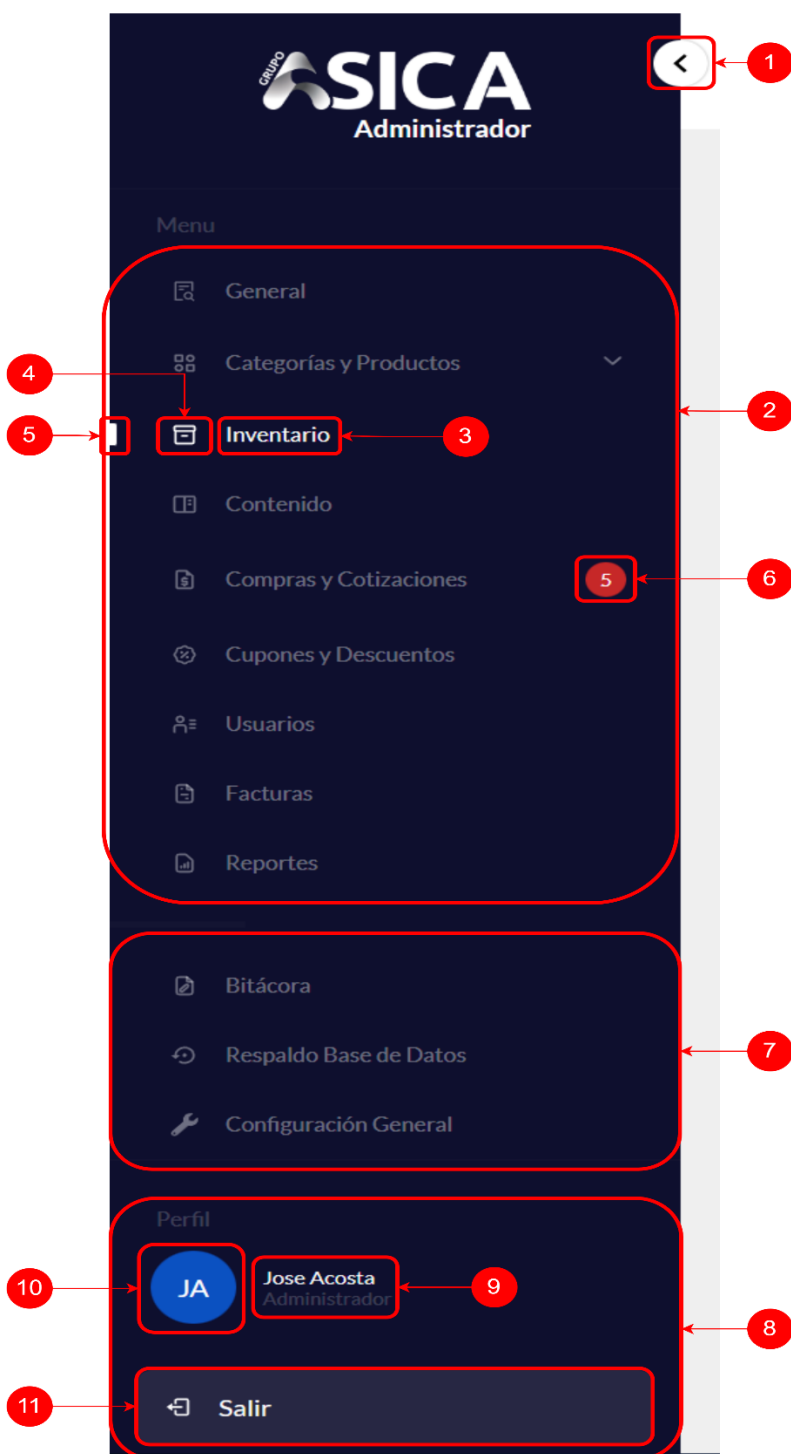 GRUPO
ASICA
Administrador
1
Menu
General
Categorías y Productos
4
2
5
Inventario
3
Contenido
Compras y Cotizaciones
5
6
Cupones y Descuentos
Usuarios
Facturas
Reportes
Bitácora
Respaldo Base de Datos
7
Configuración General
Perfil
10
JA
Jose Acosta
Administrador
9
8
11
Salir